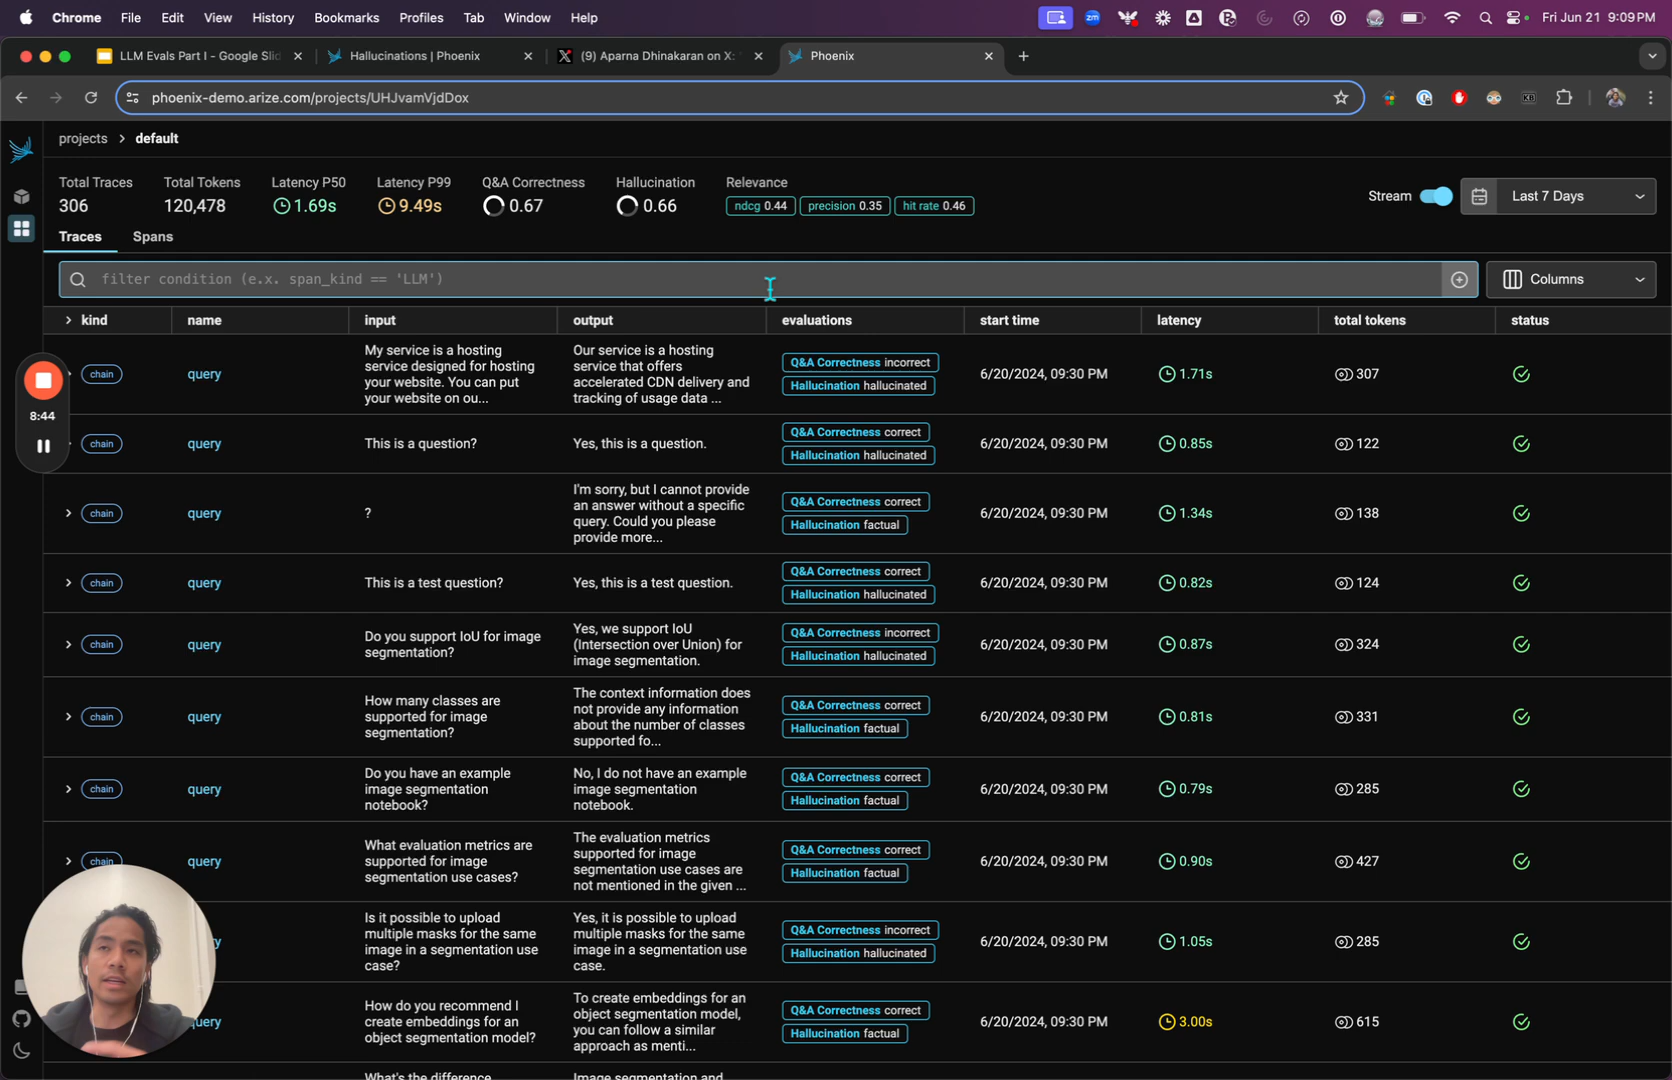 Chrome File Edit View History Bookmarks Profiles Tab Window Help
zm
Fri Jun 21 9:09 PM
LLM Evals Part I - Google Slid
Hallucinations | Phoenix
(9) Aparna Dhinakaran on X:
Phoenix
phoenix-demo.arize.com/projects/UHJvamVjdDox
projects > default
Total Traces Total Tokens Latency P50 Latency P99 Q&A Correctness Hallucination Relevance
306 120,478 1.69s 9.49s 0.67 0.66 ndcg 0.44 precision 0.35 hit rate 0.46
Stream Last 7 Days
Traces Spans
filter condition (e.x. span_kind == 'LLM')
Columns
kind name input output evaluations start time latency total tokens status
chain
query
My service is a hosting
service designed for hosting
your website. You can put
your website on ou...
Our service is a hosting
service that offers
accelerated CDN delivery and
tracking of usage data ...
Q&A Correctness incorrect
Hallucination hallucinated
6/20/2024, 09:30 PM
1.71s
307
8:44
chain
query
This is a question?
Yes, this is a question.
Q&A Correctness correct
Hallucination hallucinated
6/20/2024, 09:30 PM
0.85s
122
chain
query
?
I'm sorry, but I cannot provide
an answer without a specific
query. Could you please
provide more...
Q&A Correctness correct
Hallucination factual
6/20/2024, 09:30 PM
1.34s
138
chain
query
This is a test question?
Yes, this is a test question.
Q&A Correctness correct
Hallucination hallucinated
6/20/2024, 09:30 PM
0.82s
124
chain
query
Do you support IoU for image
segmentation?
Yes, we support IoU
(Intersection over Union) for
image segmentation.
Q&A Correctness incorrect
Hallucination hallucinated
6/20/2024, 09:30 PM
0.87s
324
chain
query
How many classes are
supported for image
segmentation?
The context information does
not provide any information
about the number of classes
supported fo...
Q&A Correctness correct
Hallucination factual
6/20/2024, 09:30 PM
0.81s
331
chain
query
Do you have an example
image segmentation
notebook?
No, I do not have an example
image segmentation
notebook.
Q&A Correctness correct
Hallucination factual
6/20/2024, 09:30 PM
0.79s
285
chain
query
What evaluation metrics are
supported for image
segmentation use cases?
The evaluation metrics
supported for image
segmentation use cases are
not mentioned in the given ...
Q&A Correctness correct
Hallucination factual
6/20/2024, 09:30 PM
0.90s
427
Is it possible to upload
multiple masks for the same
image in a segmentation use
case?
Yes, it is possible to upload
multiple masks for the same
image in a segmentation use
case.
Q&A Correctness incorrect
Hallucination hallucinated
6/20/2024, 09:30 PM
1.05s
285
query
How do you recommend I
create embeddings for an
object segmentation model?
To create embeddings for an
object segmentation model,
you can follow a similar
approach as menti...
Q&A Correctness correct
Hallucination factual
6/20/2024, 09:30 PM
3.00s
615
What's the difference
Image segmentation and